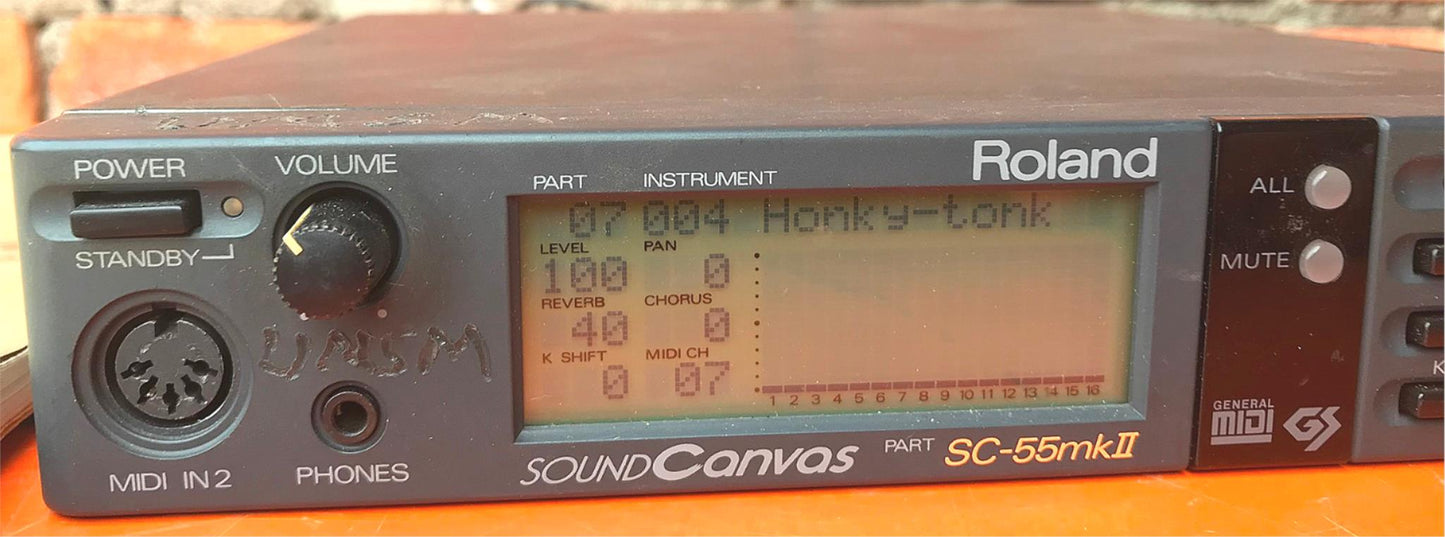 POWER
VOLUME
STANDBY
UNSM
MIDI IN 2
PHONES
PART INSTRUMENT
07 004 Honky-tonk
LEVEL PAN
100 0
REVERB CHORUS
40 0
K SHIFT MIDI CH
0 07
1 2 3 4 5 6 7 8 9 10 11 12 13 14 15 16
Roland
SOUND Canvas
PART
SC-55mkII
ALL
MUTE
GENERAL
MIDI
GS
K